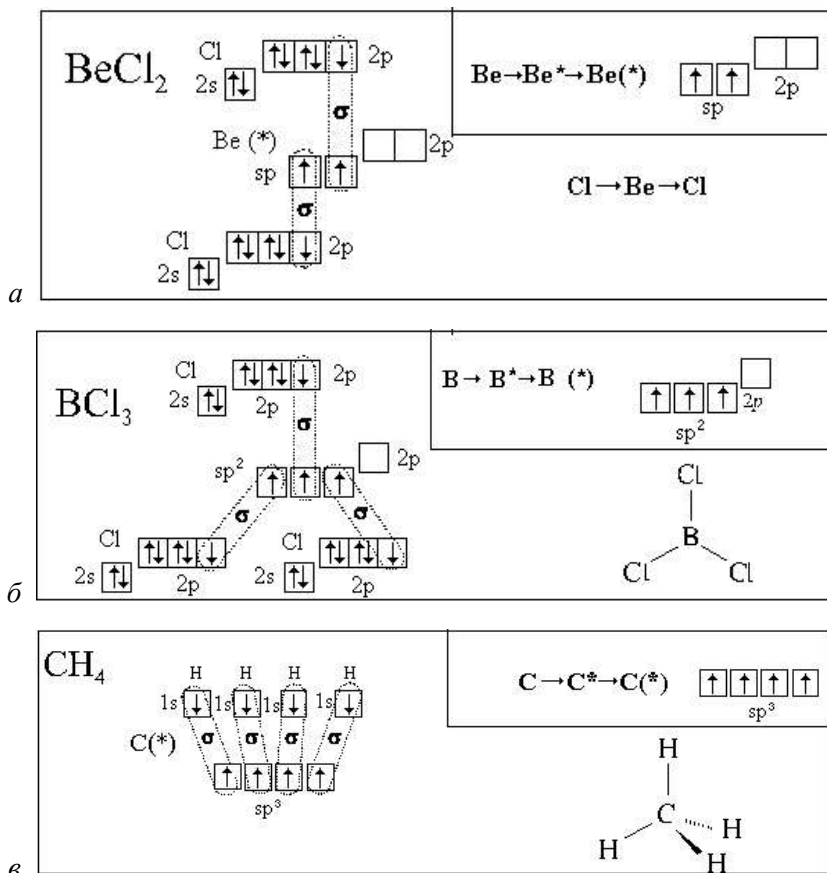 BeCl₂
Cl
2s
2p
σ
Be (*)
sp
2p
σ
Cl
2s
2p
Be→Be*→Be(*)
sp
2p
Cl→Be→Cl
а
BCl₃
Cl
2s
2p
2p
σ
sp²
2p
σ
σ
Cl
2s
2p
Cl
2s
2p
B→ B*→B (*)
sp²
2p
Cl
B
Cl
Cl
б
CH₄
H H H H
1s 1s 1s 1s
C(*)
σ σ σ σ
sp³
C→C*→C(*)
sp³
H
C
H
H
H
в